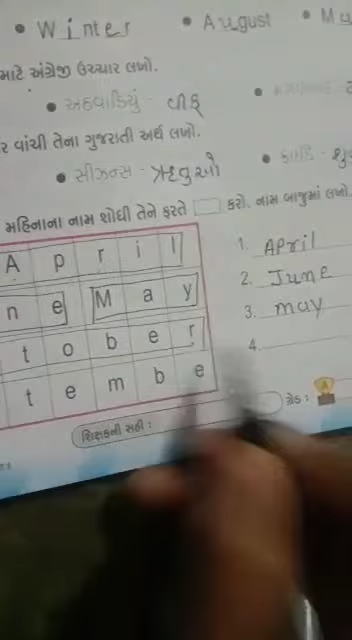 • Winter • August
માટે અંગ્રેજી ઉચ્ચાર લખો.
• અઠવાડિયું - વીક
વાંચી તેના ગુજરાતી અર્થ લખો.
• સીઝન્સ - ઋતુઓ
મહિનાના નામ શોધી તેને ફરતે કરો. નામ બાજુમાં લખો.
A p r i l
n e M a y
t o b e r
t e m b e
1. April
2. June
3. may
4.
શિક્ષકની સહી :
ગ્રેડ :